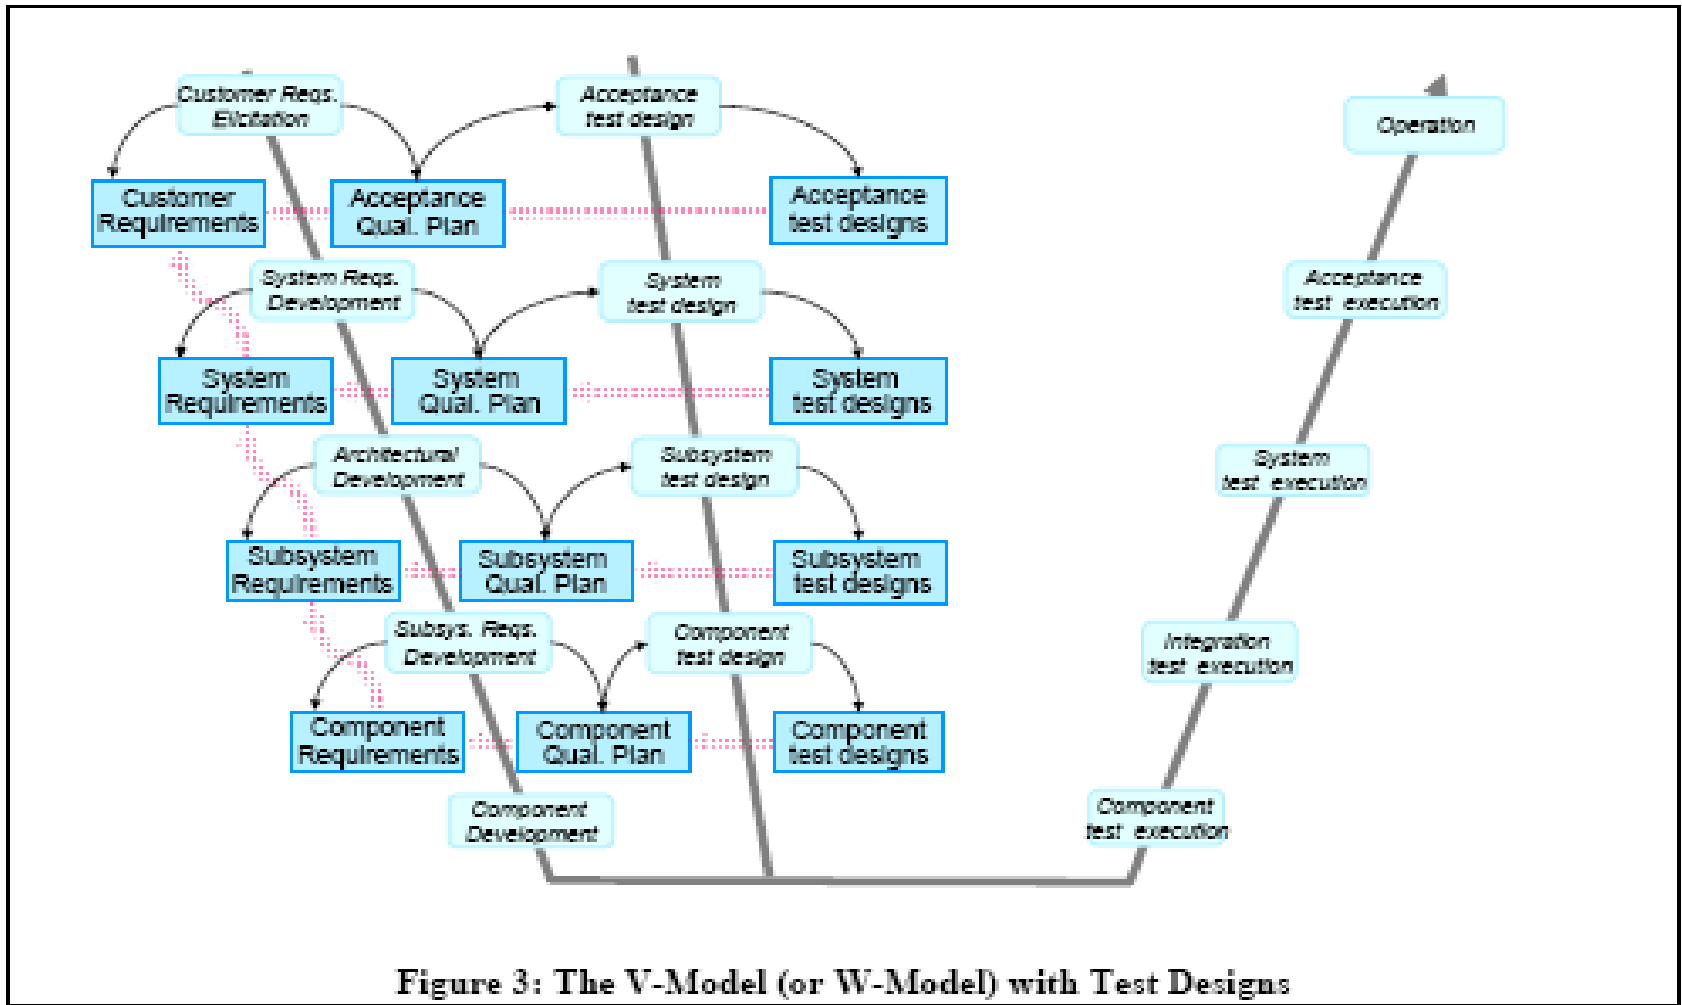 Customer Reqs.
Elicitation
Acceptance
test design
Operation
Customer
Requirements
Acceptance
Qual. Plan
Acceptance
test designs
System Reqs.
Development
System
test design
Acceptance
test execution
System
Requirements
System
Qual. Plan
System
test designs
Architectural
Development
Subsystem
test design
System
test execution
Subsystem
Requirements
Subsystem
Qual. Plan
Subsystem
test designs
Subsys. Reqs.
Development
Component
test design
Integration
test execution
Component
Requirements
Component
Qual. Plan
Component
test designs
Component
Development
Component
test execution
Figure 3: The V-Model (or W-Model) with Test Designs